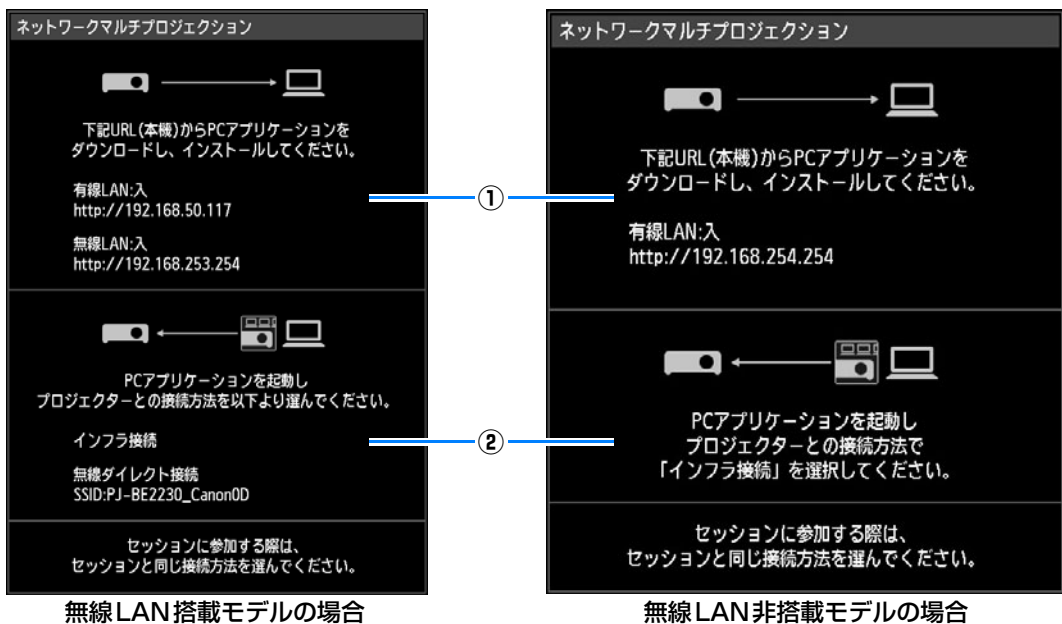 ネットワークマルチプロジェクション
下記URL(本機)からPCアプリケーションを
ダウンロードし、インストールしてください。
有線LAN:入
http://192.168.50.117
無線LAN:入
http://192.168.253.254
PCアプリケーションを起動し
プロジェクターとの接続方法を以下より選んでください。
インフラ接続
無線ダイレクト接続
SSID:PJ-BE2230_Canon0D
セッションに参加する際は、
セッションと同じ接続方法を選んでください。
無線LAN搭載モデルの場合
①
②
ネットワークマルチプロジェクション
下記URL(本機)からPCアプリケーションを
ダウンロードし、インストールしてください。
有線LAN:入
http://192.168.254.254
PCアプリケーションを起動し
プロジェクターとの接続方法で
「インフラ接続」を選択してください。
セッションに参加する際は、
セッションと同じ接続方法を選んでください。
無線LAN非搭載モデルの場合